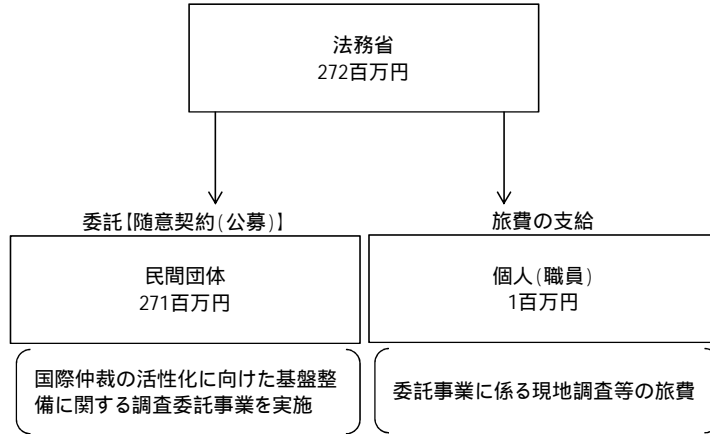 法務省
272百万円
委託【随意契約(公募)】
旅費の支給
民間団体
271百万円
個人(職員)
1百万円
国際仲裁の活性化に向けた基盤整
備に関する調査委託事業を実施
委託事業に係る現地調査等の旅費